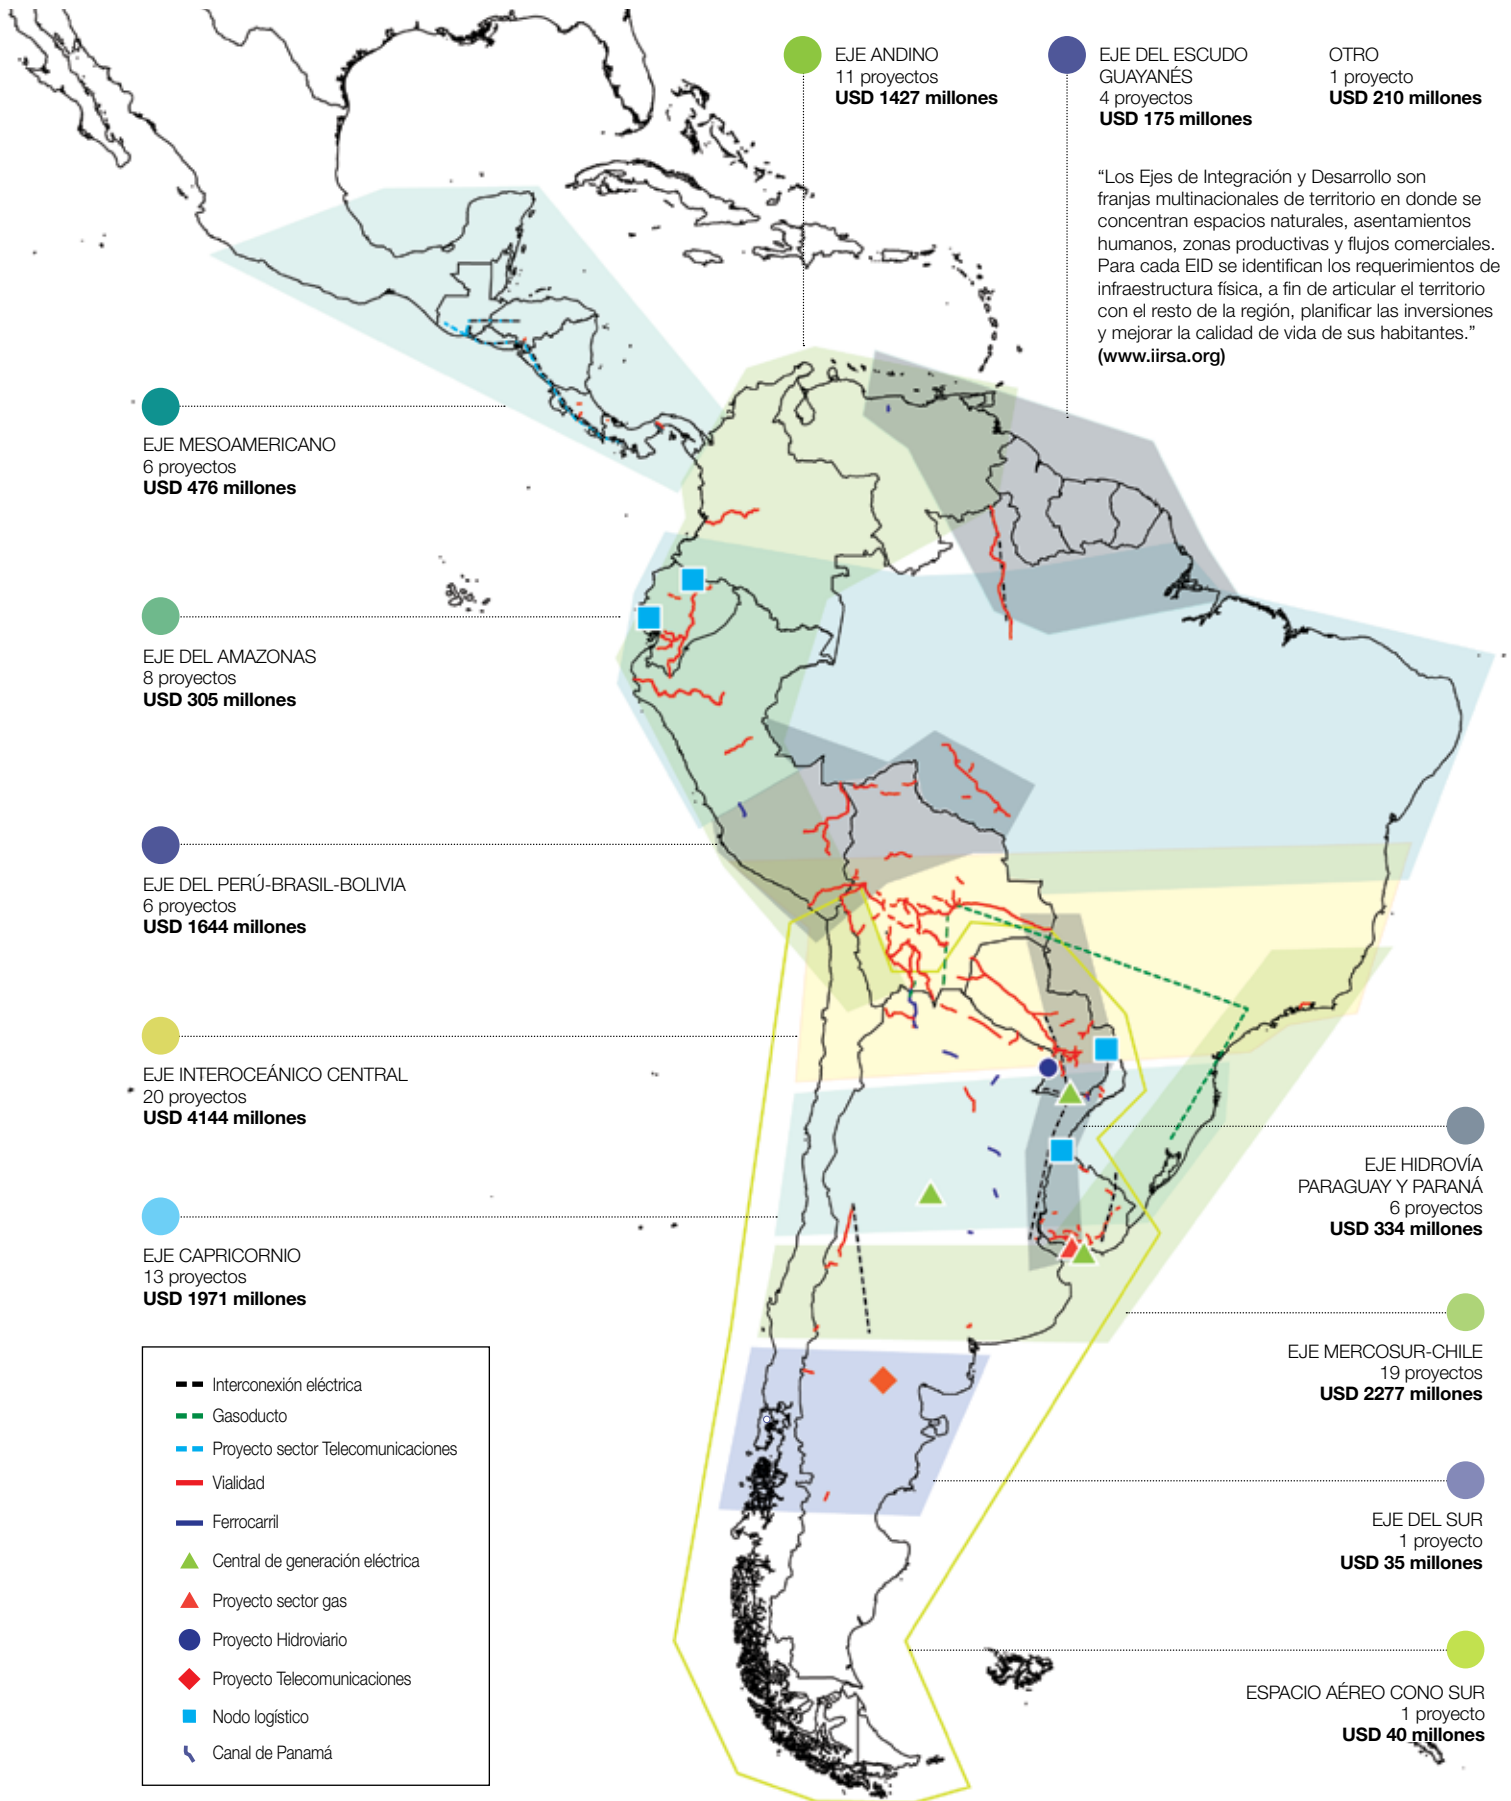 EJE ANDINO
11 proyectos
USD 1427 millones
EJE DEL ESCUDO
GUAYANÉS
4 proyectos
USD 175 millones
OTRO
1 proyecto
USD 210 millones
“Los Ejes de Integración y Desarrollo son
franjas multinacionales de territorio en donde se
concentran espacios naturales, asentamientos
humanos, zonas productivas y flujos comerciales.
Para cada EID se identifican los requerimientos de
infraestructura física, a fin de articular el territorio
con el resto de la región, planificar las inversiones
y mejorar la calidad de vida de sus habitantes.”
(www.iirsa.org)
EJE MESOAMERICANO
6 proyectos
USD 476 millones
EJE DEL AMAZONAS
8 proyectos
USD 305 millones
EJE DEL PERÚ-BRASIL-BOLIVIA
6 proyectos
USD 1644 millones
EJE INTEROCEÁNICO CENTRAL
20 proyectos
USD 4144 millones
EJE CAPRICORNIO
13 proyectos
USD 1971 millones
EJE HIDROVÍA
PARAGUAY Y PARANÁ
6 proyectos
USD 334 millones
EJE MERCOSUR-CHILE
19 proyectos
USD 2277 millones
EJE DEL SUR
1 proyecto
USD 35 millones
ESPACIO AÉREO CONO SUR
1 proyecto
USD 40 millones
Interconexión eléctrica
Gasoducto
Proyecto sector Telecomunicaciones
Vialidad
Ferrocarril
Central de generación eléctrica
Proyecto sector gas
Proyecto Hidroviario
Proyecto Telecomunicaciones
Nodo logístico
Canal de Panamá